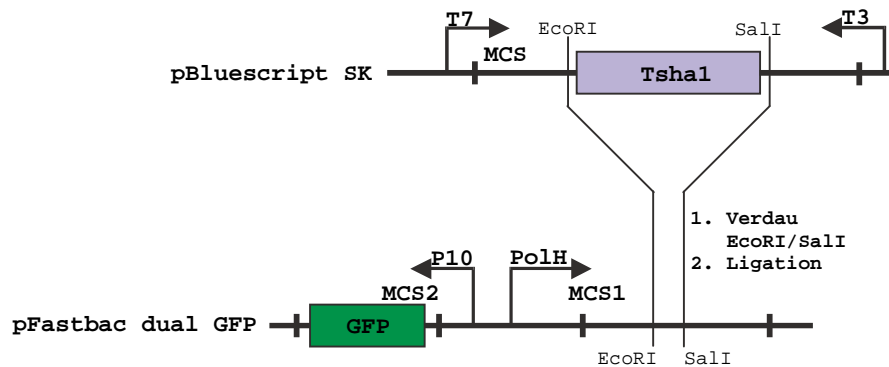 T7
EcoRI
SalI
T3
MCS
pBluescript SK
Tsha1
1. Verdau
EcoRI/SalI
2. Ligation
P10
PolH
MCS2
MCS1
pFastbac dual GFP
GFP
EcoRI
SalI